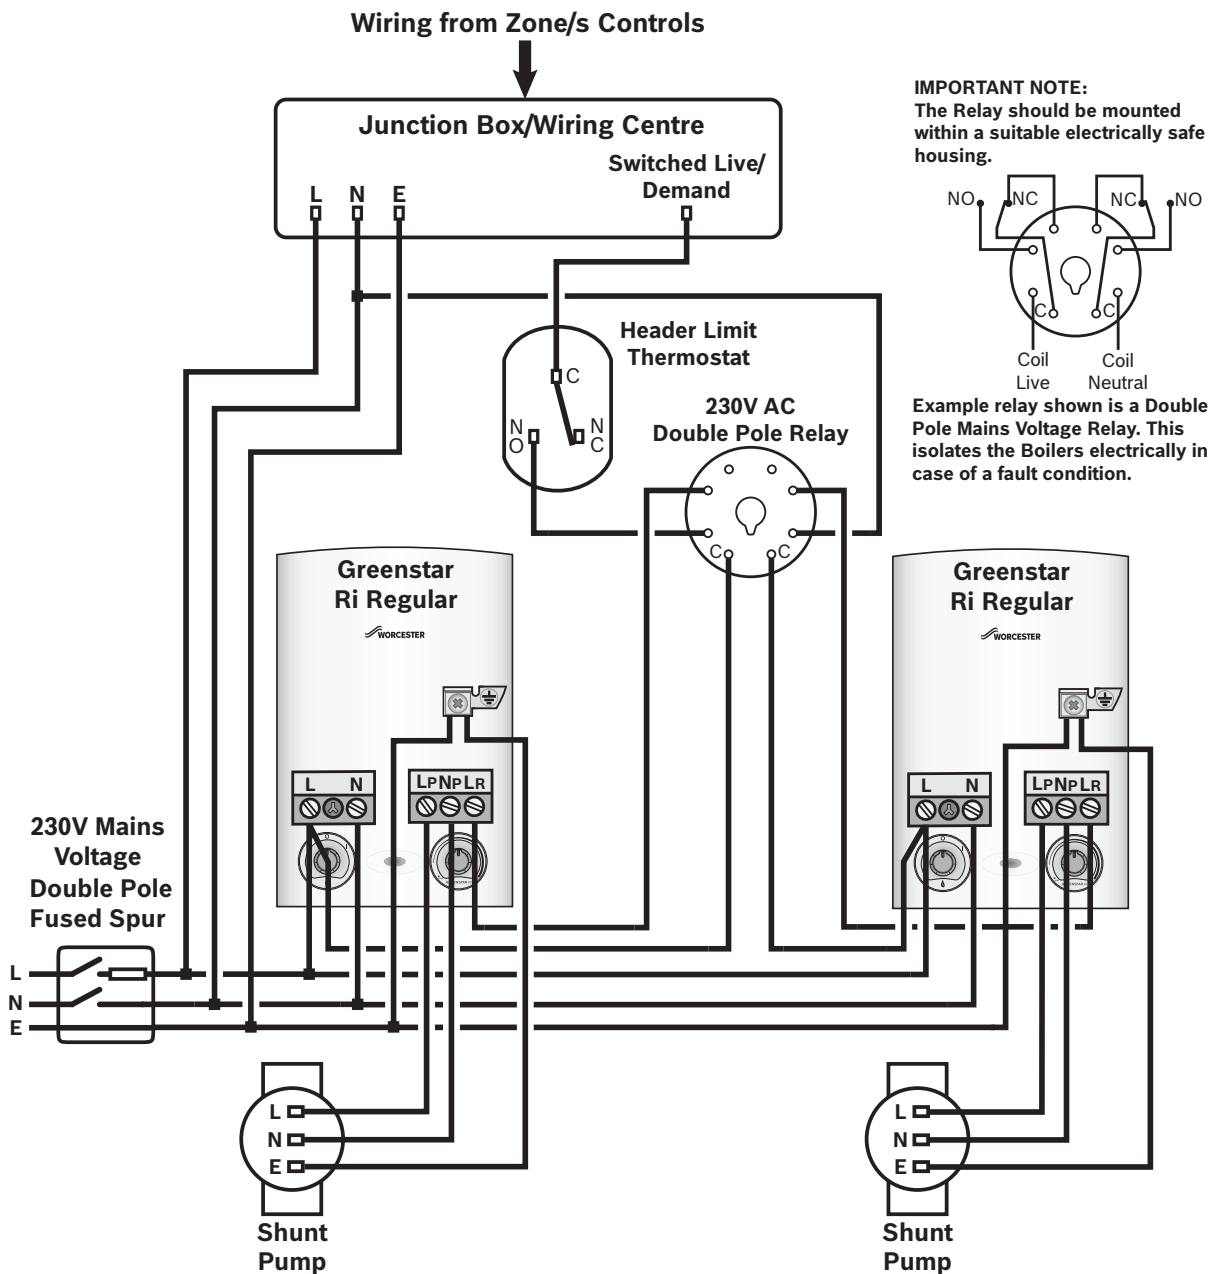 Wiring from Zone/s Controls
Junction Box/Wiring Centre
Switched Live/
Demand
L N E
IMPORTANT NOTE:
The Relay should be mounted
within a suitable electrically safe
housing.
NO NC NC NO
C C
Coil
Live
Coil
Neutral
Example relay shown is a Double
Pole Mains Voltage Relay. This
isolates the Boilers electrically in
case of a fault condition.
Header Limit
Thermostat
C
N
O
N
C
230V AC
Double Pole Relay
C C
Greenstar
Ri Regular
WORCESTER
L N
LP NP LR
Greenstar
Ri Regular
WORCESTER
L N
LP NP LR
230V Mains
Voltage
Double Pole
Fused Spur
L
N
E
L
N
E
Shunt
Pump
L
N
E
Shunt
Pump